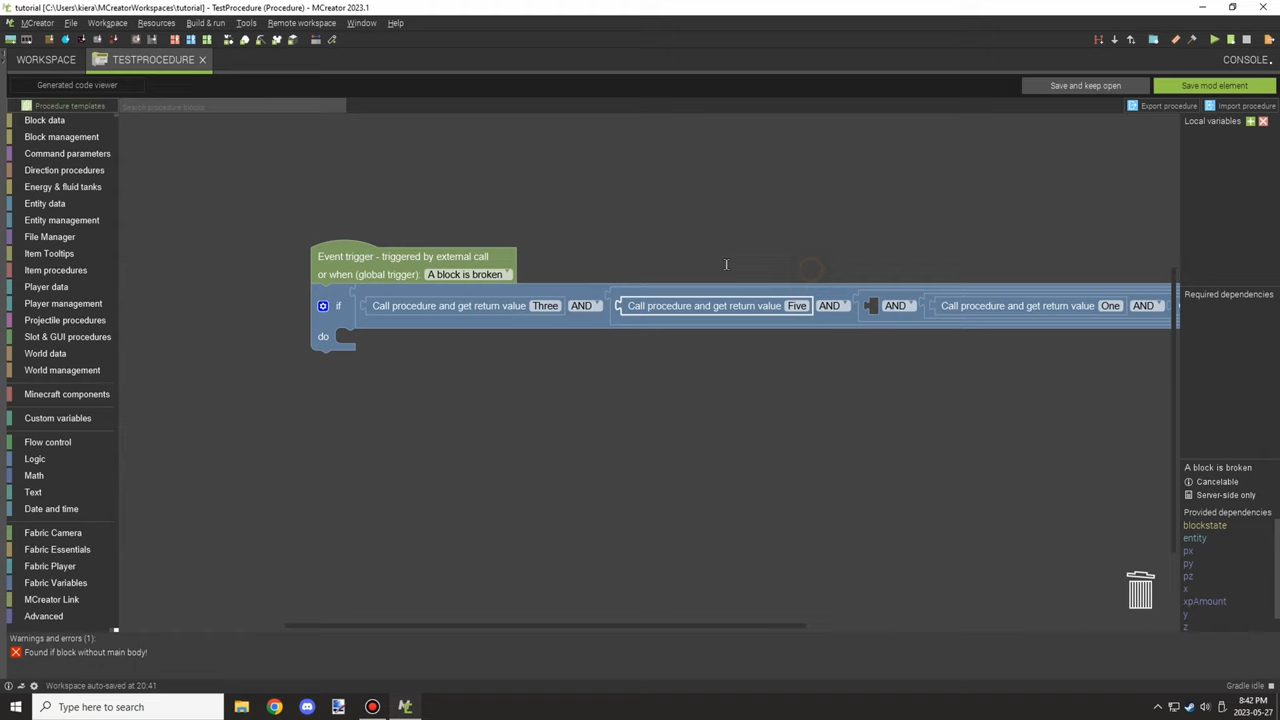 tutorial [C:\Users\kiera\MCreatorWorkspaces\tutorial] - TestProcedure (Procedure) - MCreator 2023.1
MCreator File Workspace Resources Build & run Tools Remote workspace Window Help
WORKSPACE TESTPROCEDURE CONSOLE
Generated code viewer Save and keep open Save mod element
Procedure templates Search procedure blocks Export procedure Import procedure
Block data
Block management
Command parameters
Direction procedures
Energy & fluid tanks
Entity data
Entity management
File Manager
Item Tooltips
Item procedures
Player data
Player management
Projectile procedures
Slot & GUI procedures
World data
World management
Minecraft components
Custom variables
Flow control
Logic
Math
Text
Date and time
Fabric Camera
Fabric Essentials
Fabric Player
Fabric Variables
MCreator Link
Advanced
Event trigger - triggered by external call
or when (global trigger): A block is broken
if Call procedure and get return value Three AND Call procedure and get return value Five AND AND Call procedure and get return value One AND
do
Local variables
Required dependencies
A block is broken
Cancelable
Server-side only
Provided dependencies
blockstate
entity
px
py
pz
x
xpAmount
y
z
Warnings and errors (1):
Found if block without main body!
Workspace auto-saved at 20:41 Gradle idle
Type here to search
8:42 PM
2023-05-27